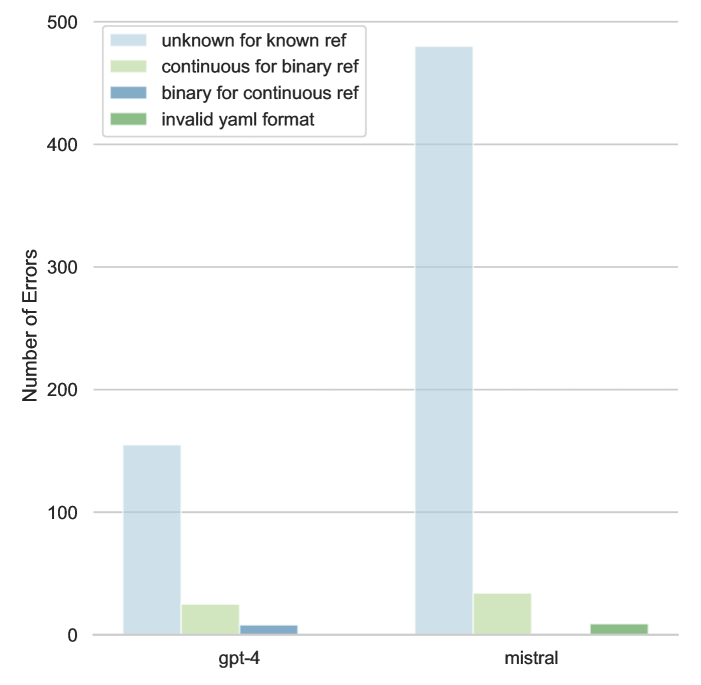 500
400
300
200
100
0
Number of Errors
unknown for known ref
continuous for binary ref
binary for continuous ref
invalid yaml format
gpt-4
mistral